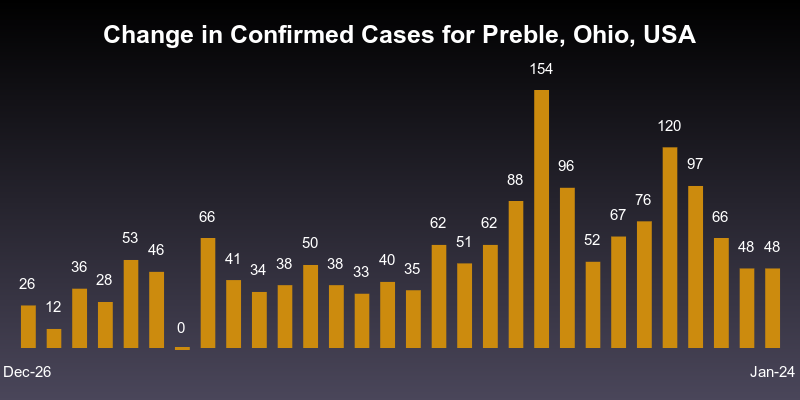 Change in Confirmed Cases for Preble, Ohio, USA
26 12 36 28 53 46 0 66 41 34 38 50 38 33 40 35 62 51 62 88 154 96 52 67 76 120 97 66 48 48
Dec-26 Jan-24